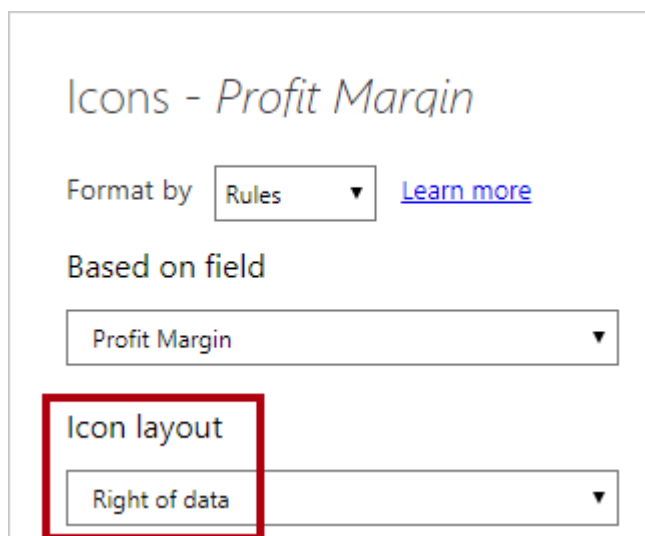 Icons - Profit Margin
Format by Rules Learn more
Based on field
Profit Margin
Icon layout
Right of data